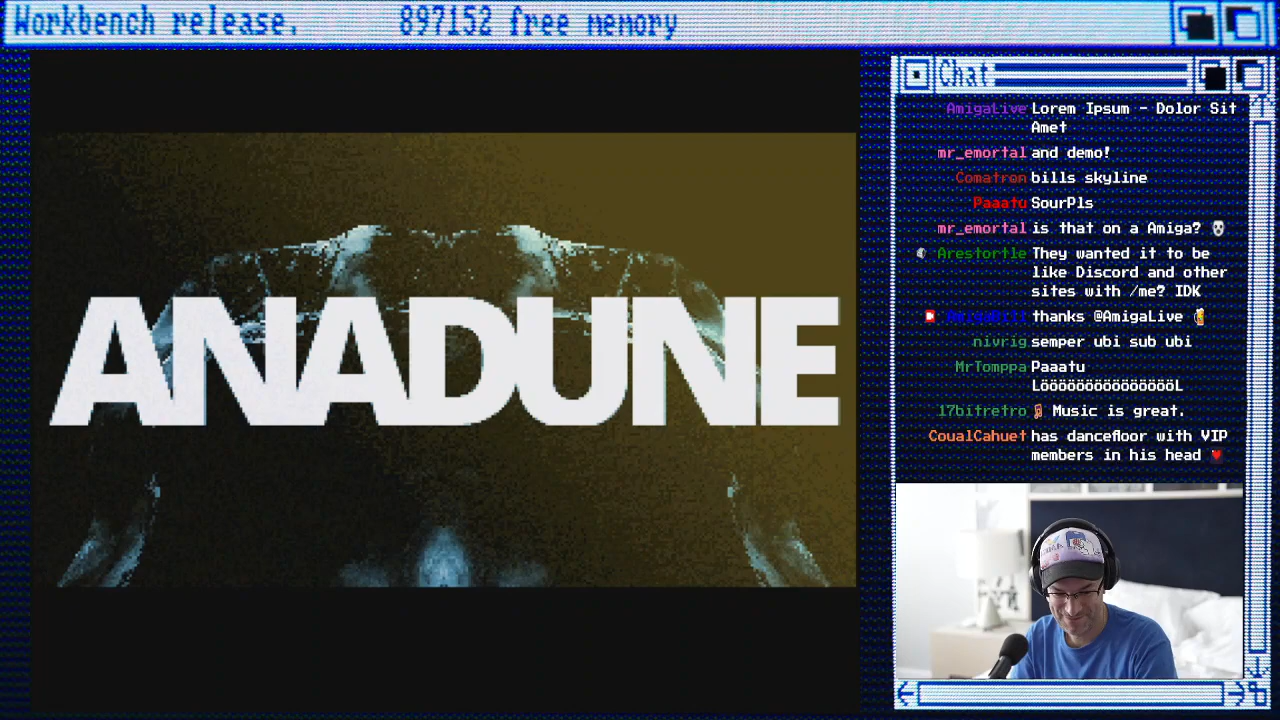 Workbench release.    897152 free memory
ANADUNE
Chat
AmigaLive Lorem Ipsum - Dolor Sit
Amet
mr_emortal and demo!
Comatron bills skyline
Paaatu SourPls
mr_emortal is that on a Amiga? 💀
Arestortle They wanted it to be
like Discord and other
sites with /me? IDK
AmigaBill thanks @AmigaLive 🍺
nivrig semper ubi sub ubi
MrTomppa Paaatu
LöööööööööööööööL
17bitretro 🎵 Music is great.
CoualCahuet has dancefloor with VIP
members in his head ♥